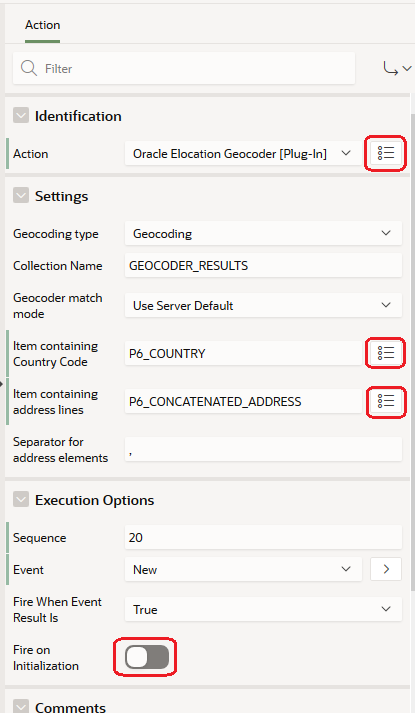 Action
Filter
Identification
Action Oracle Elocation Geocoder [Plug-In]
Settings
Geocoding type Geocoding
Collection Name GEOCODER_RESULTS
Geocoder match
mode Use Server Default
Item containing
Country Code P6_COUNTRY
Item containing
address lines P6_CONCATENATED_ADDRESS
Separator for
address elements ,
Execution Options
Sequence 20
Event New
Fire When Event
Result Is True
Fire on
Initialization
Comments